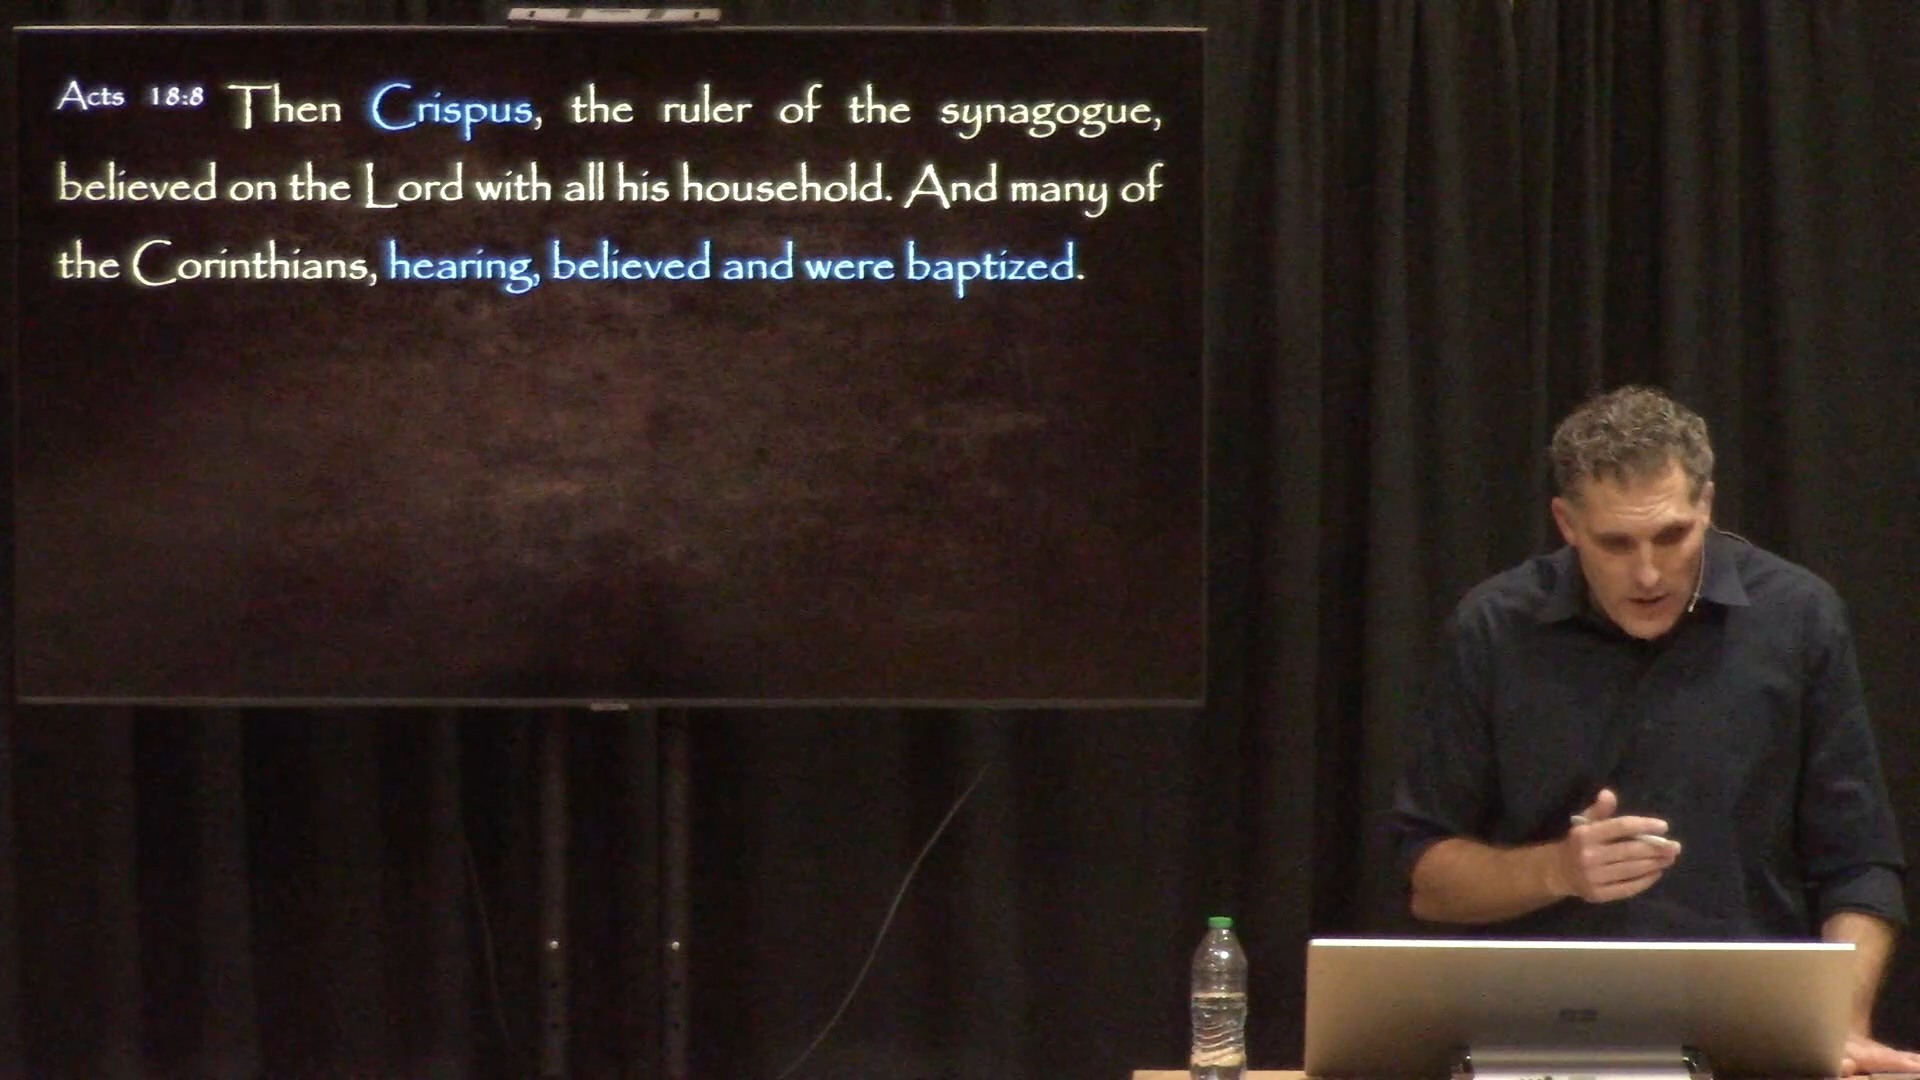 Acts 18:8 Then Crispus, the ruler of the synagogue,
believed on the Lord with all his household. And many of
the Corinthians, hearing, believed and were baptized.